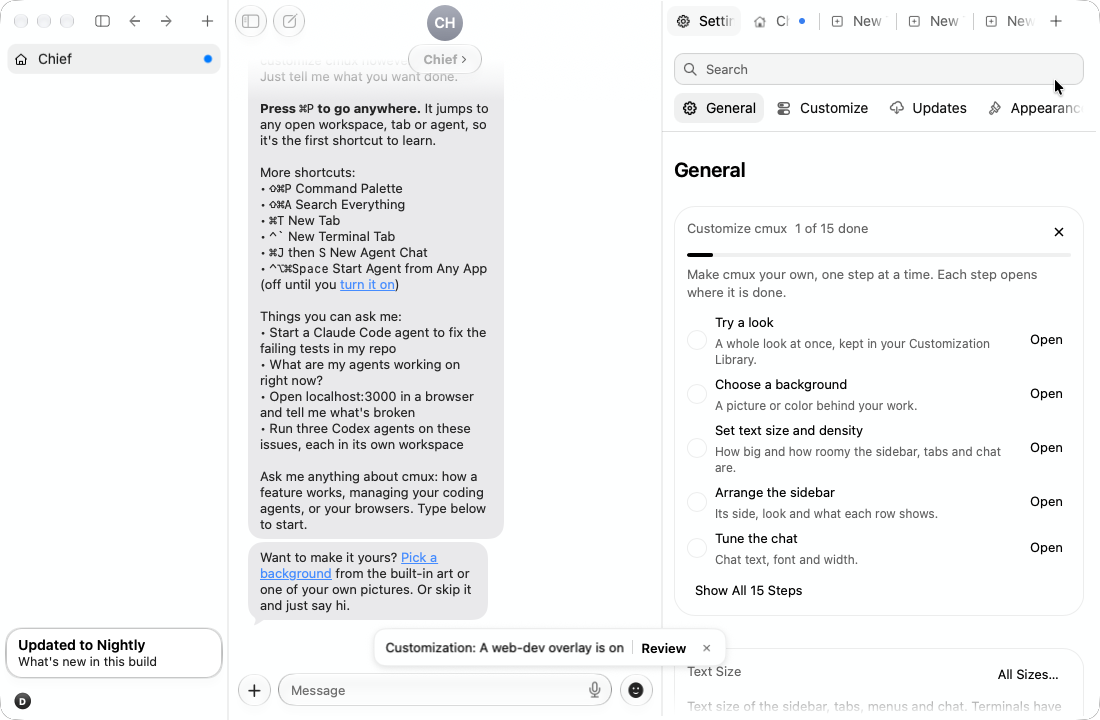 Chief
Updated to Nightly
What's new in this build
D
CH
Chief
customize cmux however
Just tell me what you want done.
Press ⌘P to go anywhere. It jumps to
any open workspace, tab or agent, so
it's the first shortcut to learn.
More shortcuts:
• ⇧⌘P Command Palette
• ⇧⌘A Search Everything
• ⌘T New Tab
• ^` New Terminal Tab
• ⌘J then S New Agent Chat
• ^⌥⌘Space Start Agent from Any App
(off until you turn it on)
Things you can ask me:
• Start a Claude Code agent to fix the
failing tests in my repo
• What are my agents working on
right now?
• Open localhost:3000 in a browser
and tell me what's broken
• Run three Codex agents on these
issues, each in its own workspace
Ask me anything about cmux: how a
feature works, managing your coding
agents, or your browsers. Type below
to start.
Want to make it yours? Pick a
background from the built-in art or
one of your own pictures. Or skip it
and just say hi.
Customization: A web-dev overlay is on Review
Message
Settin Ch New New New
Search
General Customize Updates Appearanc
General
Customize cmux 1 of 15 done
Make cmux your own, one step at a time. Each step opens
where it is done.
Try a look
A whole look at once, kept in your Customization
Library.
Open
Choose a background
A picture or color behind your work.
Open
Set text size and density
How big and how roomy the sidebar, tabs and chat
are.
Open
Arrange the sidebar
Its side, look and what each row shows.
Open
Tune the chat
Chat text, font and width.
Open
Show All 15 Steps
Text Size
All Sizes...
Text size of the sidebar, tabs, menus and chat. Terminals have